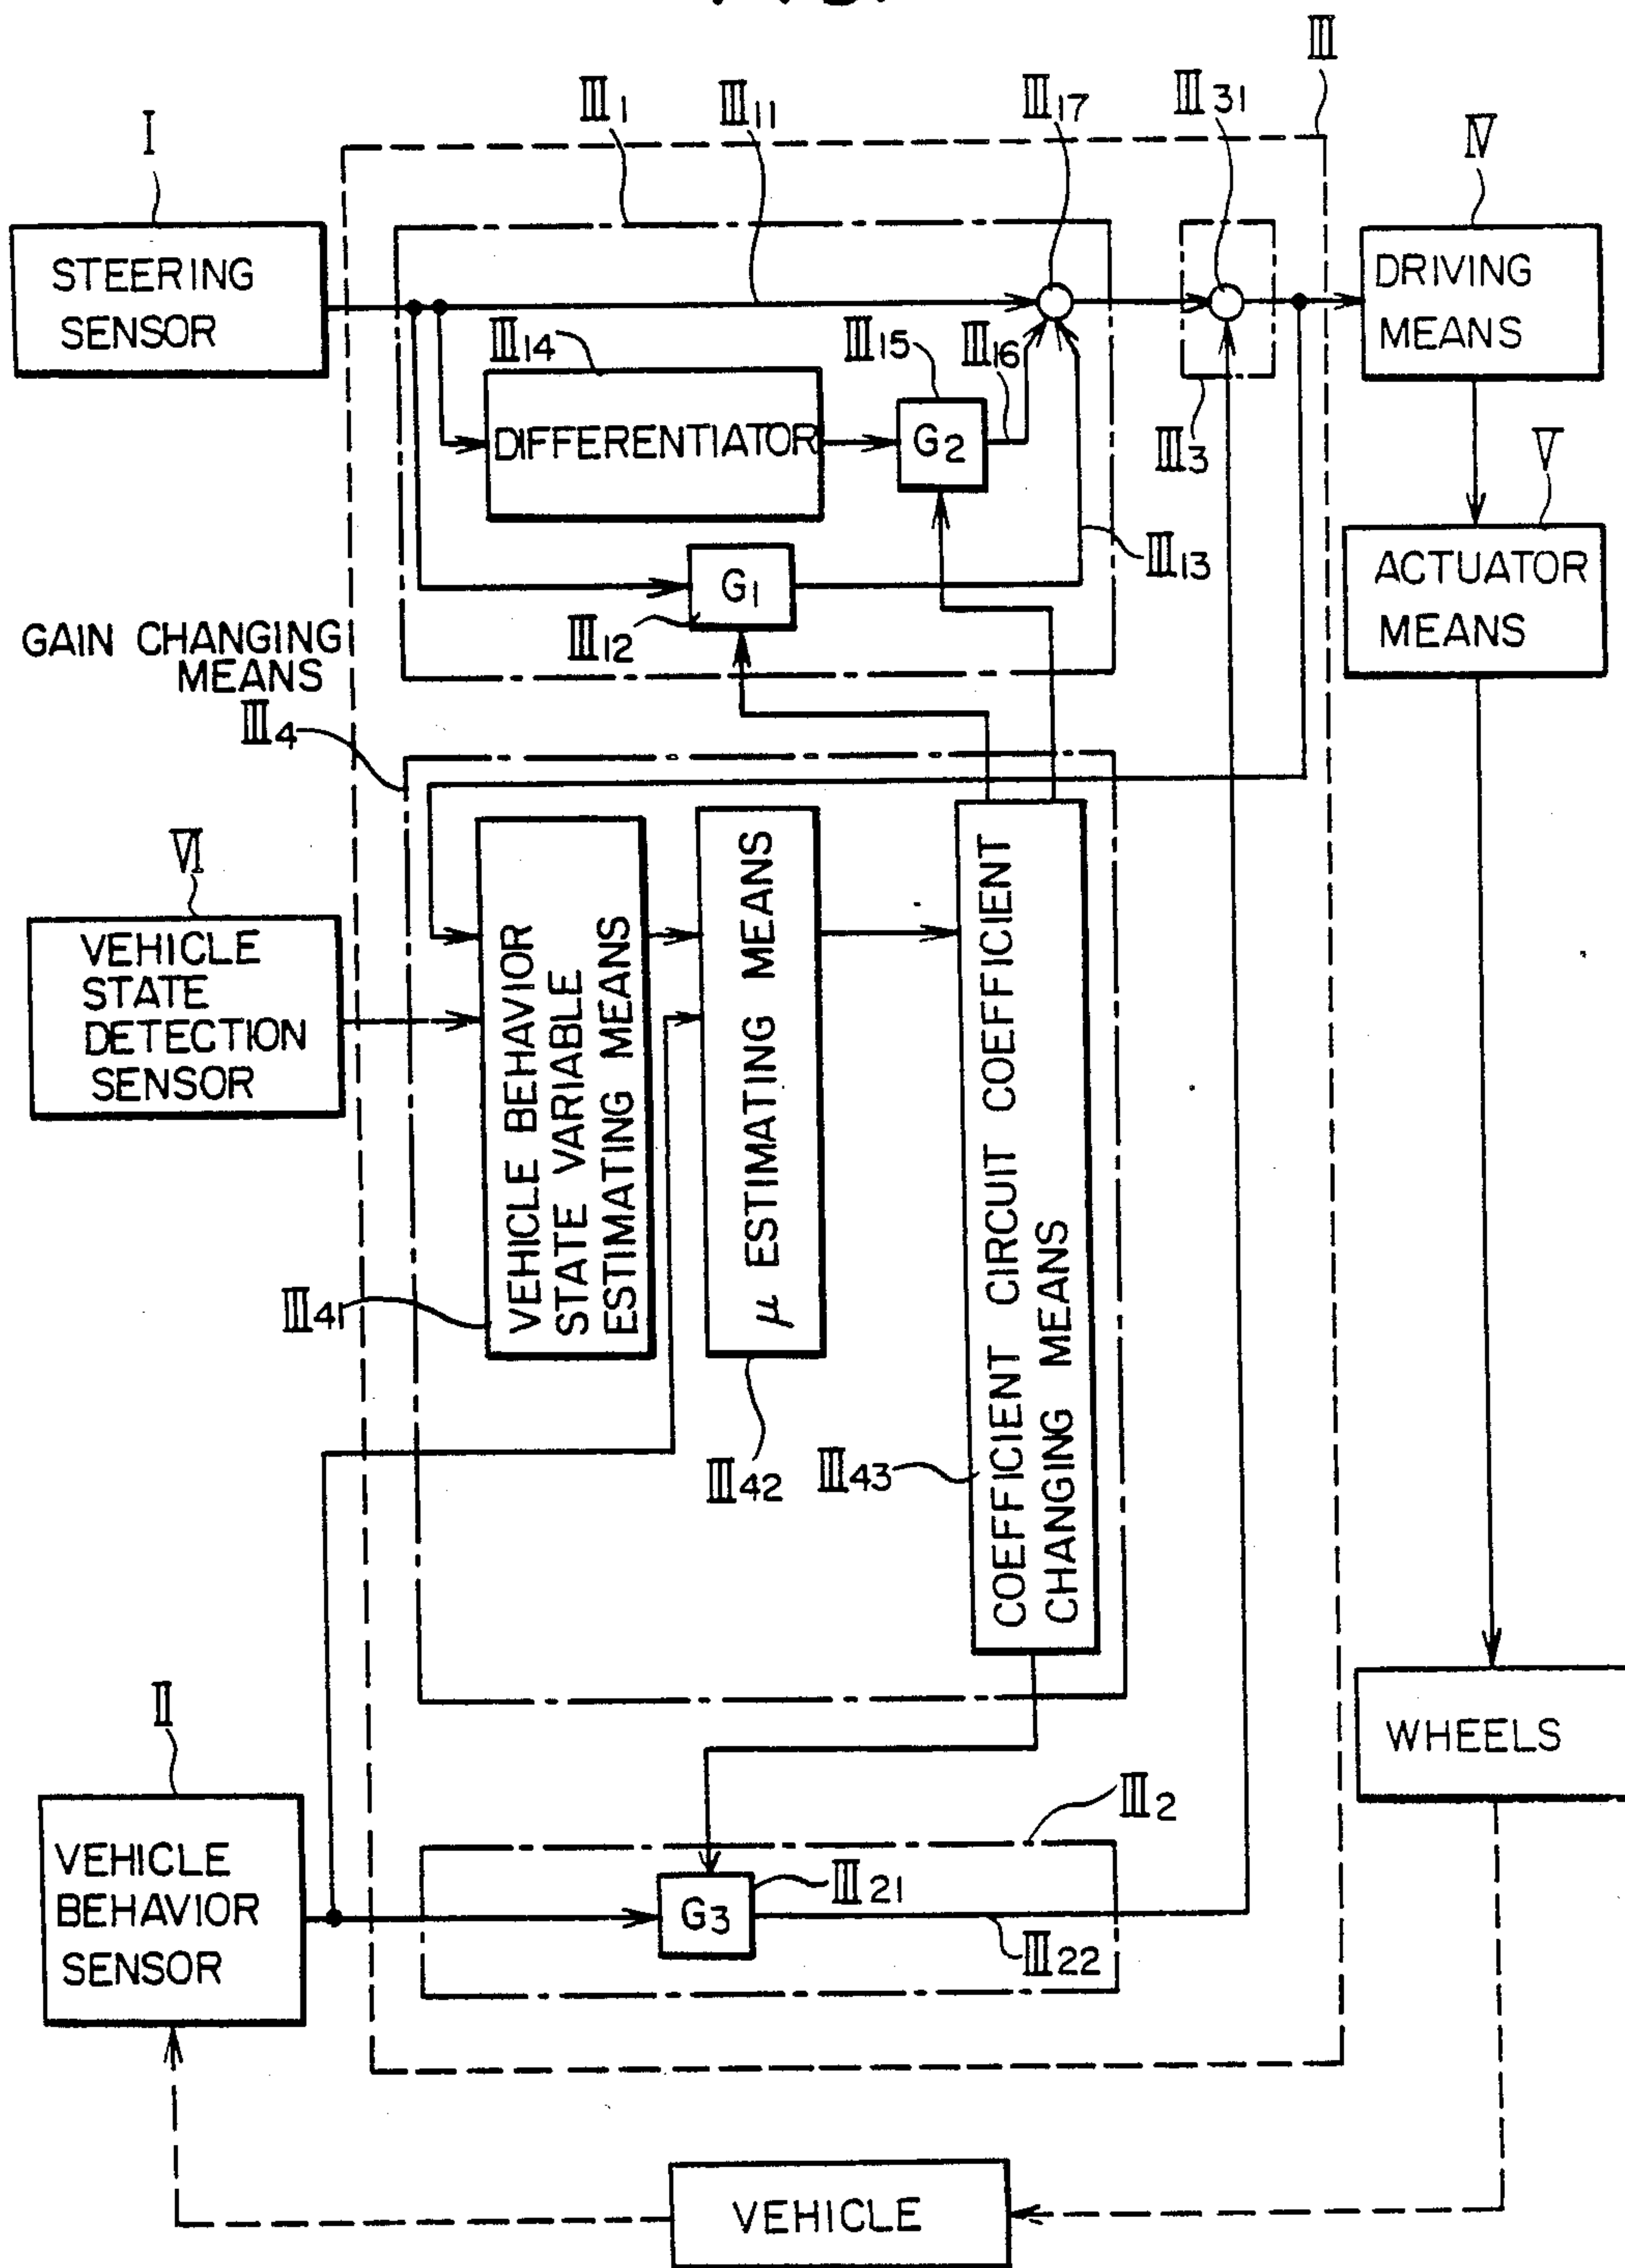 III
III1
III11
III17
III31
I
IV
STEERING
SENSOR
DRIVING
MEANS
III14
III15
III16
DIFFERENTIATOR
G2
III3
V
III13
G1
III12
ACTUATOR
MEANS
GAIN CHANGING
MEANS
III4
VI
VEHICLE
STATE
DETECTION
SENSOR
VEHICLE BEHAVIOR
STATE VARIABLE
ESTIMATING MEANS
μ ESTIMATING MEANS
COEFFICIENT CIRCUIT COEFFICIENT
CHANGING MEANS
III41
III42
III43
II
WHEELS
III2
VEHICLE
BEHAVIOR
SENSOR
G3
III21
III22
VEHICLE